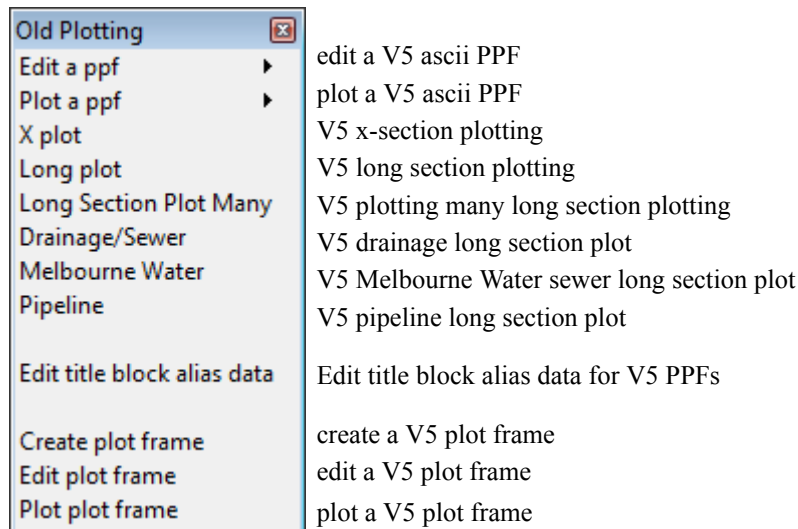 Old Plotting
Edit a ppf edit a V5 ascii PPF
Plot a ppf plot a V5 ascii PPF
X plot V5 x-section plotting
Long plot V5 long section plotting
Long Section Plot Many V5 plotting many long section plotting
Drainage/Sewer V5 drainage long section plot
Melbourne Water V5 Melbourne Water sewer long section plot
Pipeline V5 pipeline long section plot
Edit title block alias data Edit title block alias data for V5 PPFs
Create plot frame create a V5 plot frame
Edit plot frame edit a V5 plot frame
Plot plot frame plot a V5 plot frame